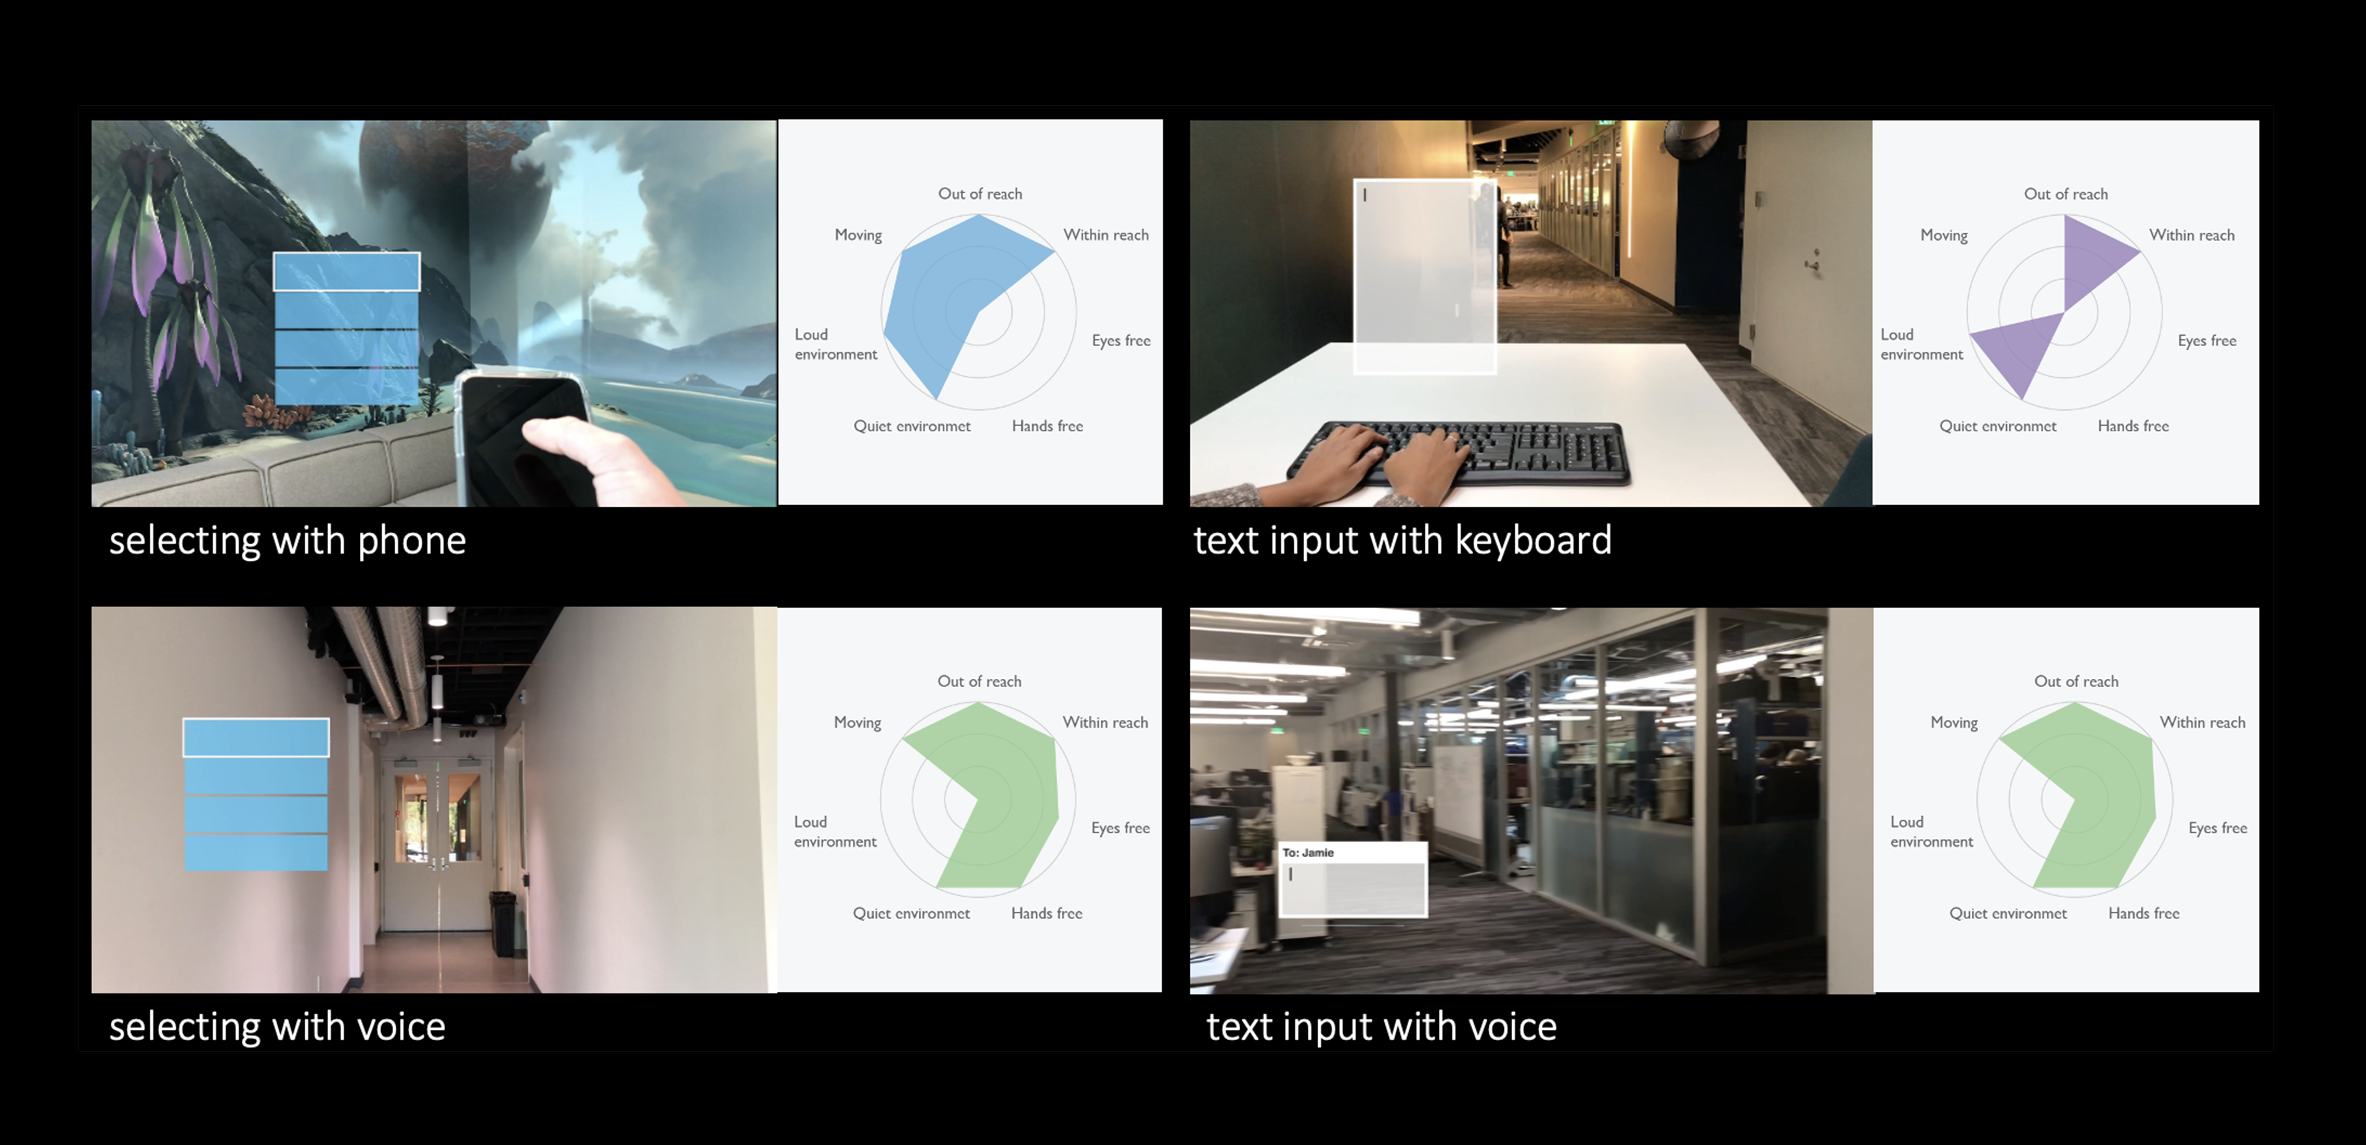 Out of reach
Moving
Within reach
Loud
environment
Eyes free
Quiet environmet
Hands free
selecting with phone
Out of reach
Moving
Within reach
Loud
environment
Eyes free
Quiet environmet
Hands free
text input with keyboard
Out of reach
Moving
Within reach
Loud
environment
Eyes free
Quiet environmet
Hands free
selecting with voice
To: Jamie
Out of reach
Moving
Within reach
Loud
environment
Eyes free
Quiet environmet
Hands free
text input with voice